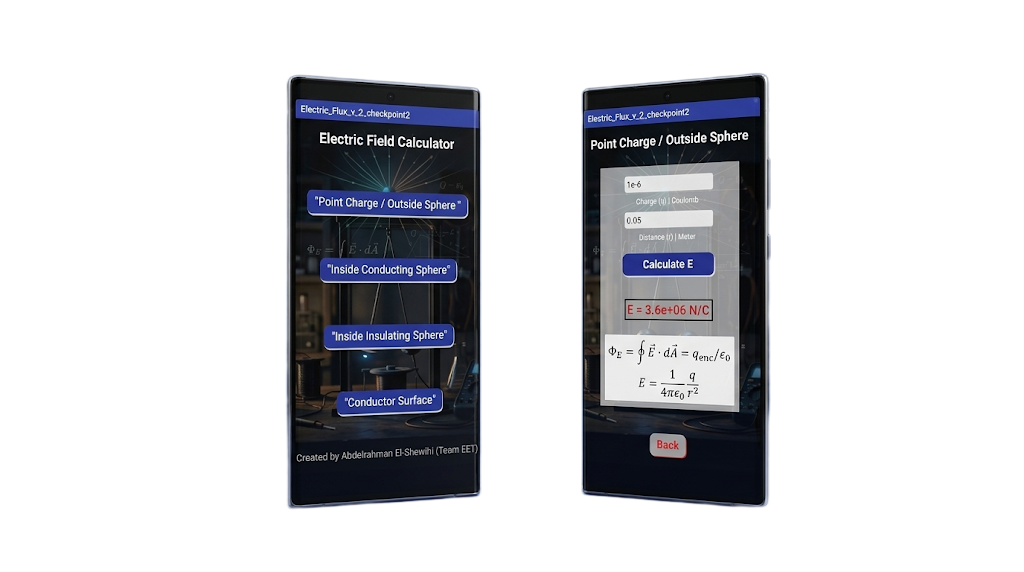 Electric_Flux_v_2_checkpoint2
Electric Field Calculator
"Point Charge / Outside Sphere "
"Inside Conducting Sphere"
"Inside Insulating Sphere"
"Conductor Surface"
Created by Abdelrahman El-Shewihi (Team EET)
Elestric_Flux_v_2_checkpoint2
Point Charge / Outside Sphere
1e-6
Charge (q) | Coulomb
0.05
Distance (r) | Meter
Calculate E
E = 3.6e+06 N/C
Φ_E = ∮ E⃗ · dA⃗ = q_enc/ϵ₀
E = 1/(4πϵ₀) q/r²
Back